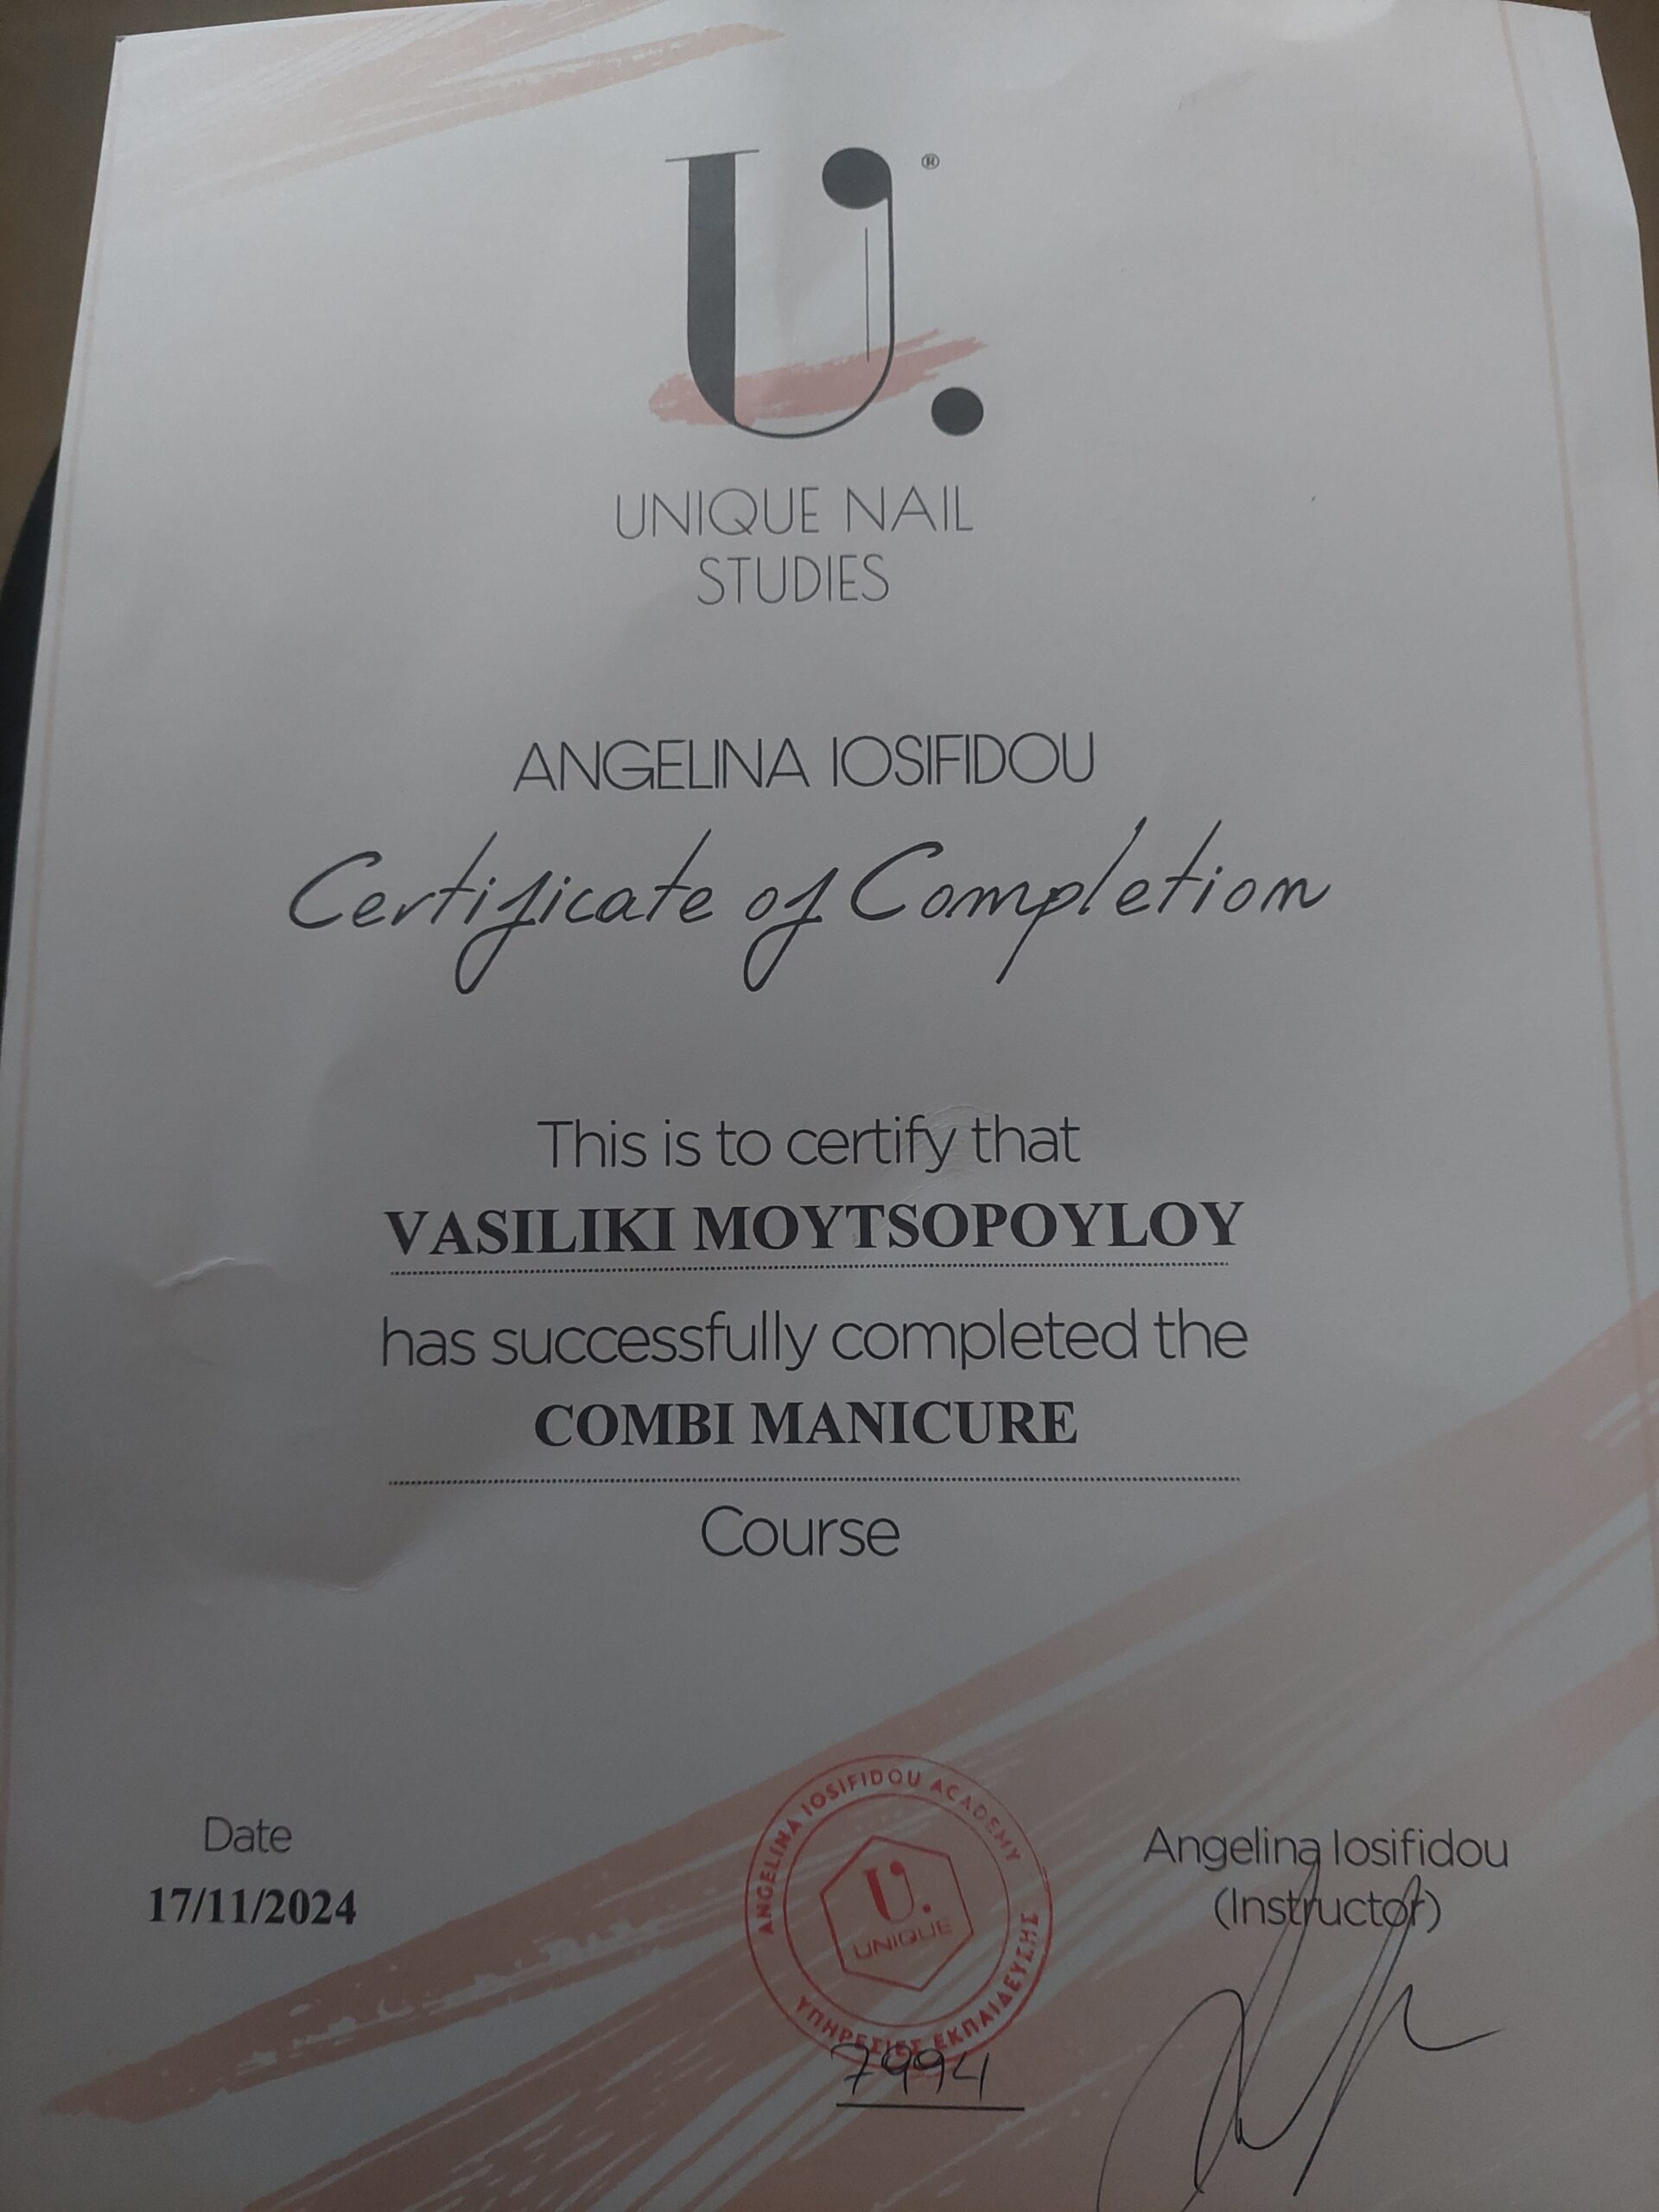 U.®
UNIQUE NAIL
STUDIES
ANGELINA IOSIFIDOU
Certificate of Completion
This is to certify that
VASILIKI MOYTSOPOYLOY
has successfully completed the
COMBI MANICURE
Course
Date
17/11/2024
ANGELINA IOSIFIDOU ACADEMY
U.
UNIQUE
ΥΠΗΡΕΣΙΕΣ ΕΚΠΑΙΔΕΥΣΗΣ
7994
Angelina Iosifidou
(Instructor)